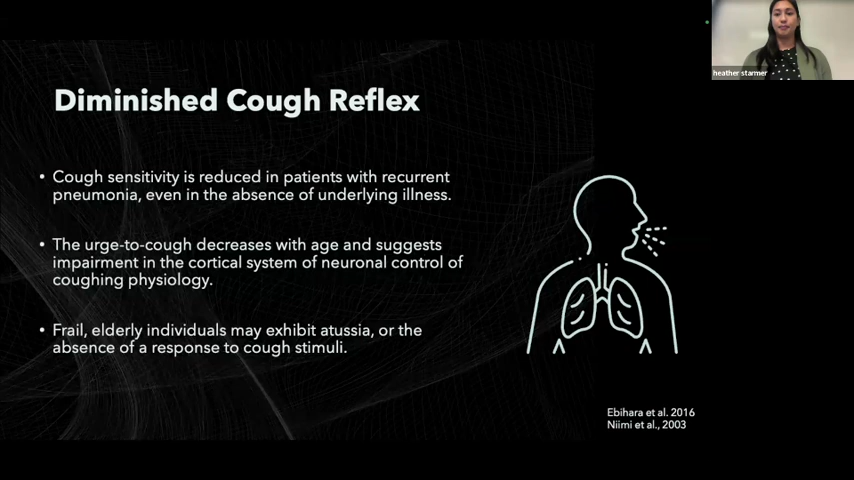 heather starmer
Diminished Cough Reflex
• Cough sensitivity is reduced in patients with recurrent
pneumonia, even in the absence of underlying illness.
• The urge-to-cough decreases with age and suggests
impairment in the cortical system of neuronal control of
coughing physiology.
• Frail, elderly individuals may exhibit atussia, or the
absence of a response to cough stimuli.
Ebihara et al. 2016
Niimi et al., 2003